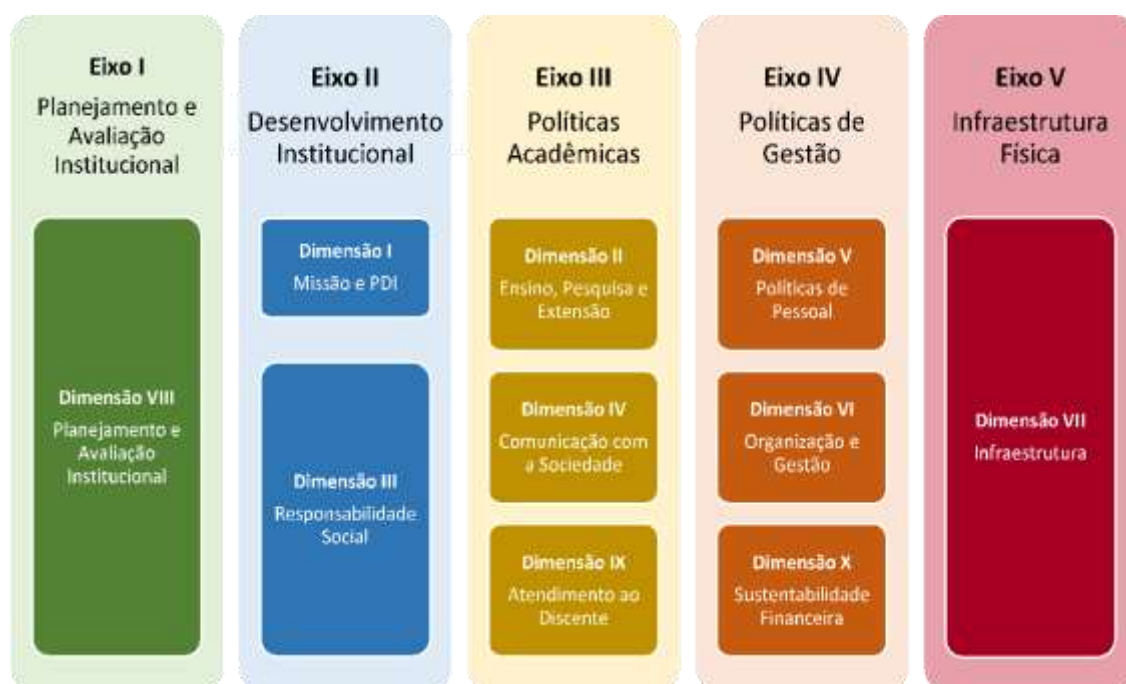 Eixo I
Planejamento e
Avaliação
Institucional
Dimensão VIII
Planejamento e
Avaliação
Institucional
Eixo II
Desenvolvimento
Institucional
Dimensão I
Missão e PDI
Dimensão III
Responsabilidade
Social
Eixo III
Políticas
Acadêmicas
Dimensão II
Ensino, Pesquisa e
Extensão
Dimensão IV
Comunicação com
a Sociedade
Dimensão IX
Atendimento ao
Discente
Eixo IV
Políticas de
Gestão
Dimensão V
Políticas de
Pessoal
Dimensão VI
Organização e
Gestão
Dimensão X
Sustentabilidade
Financeira
Eixo V
Infraestrutura
Física
Dimensão VII
Infraestrutura